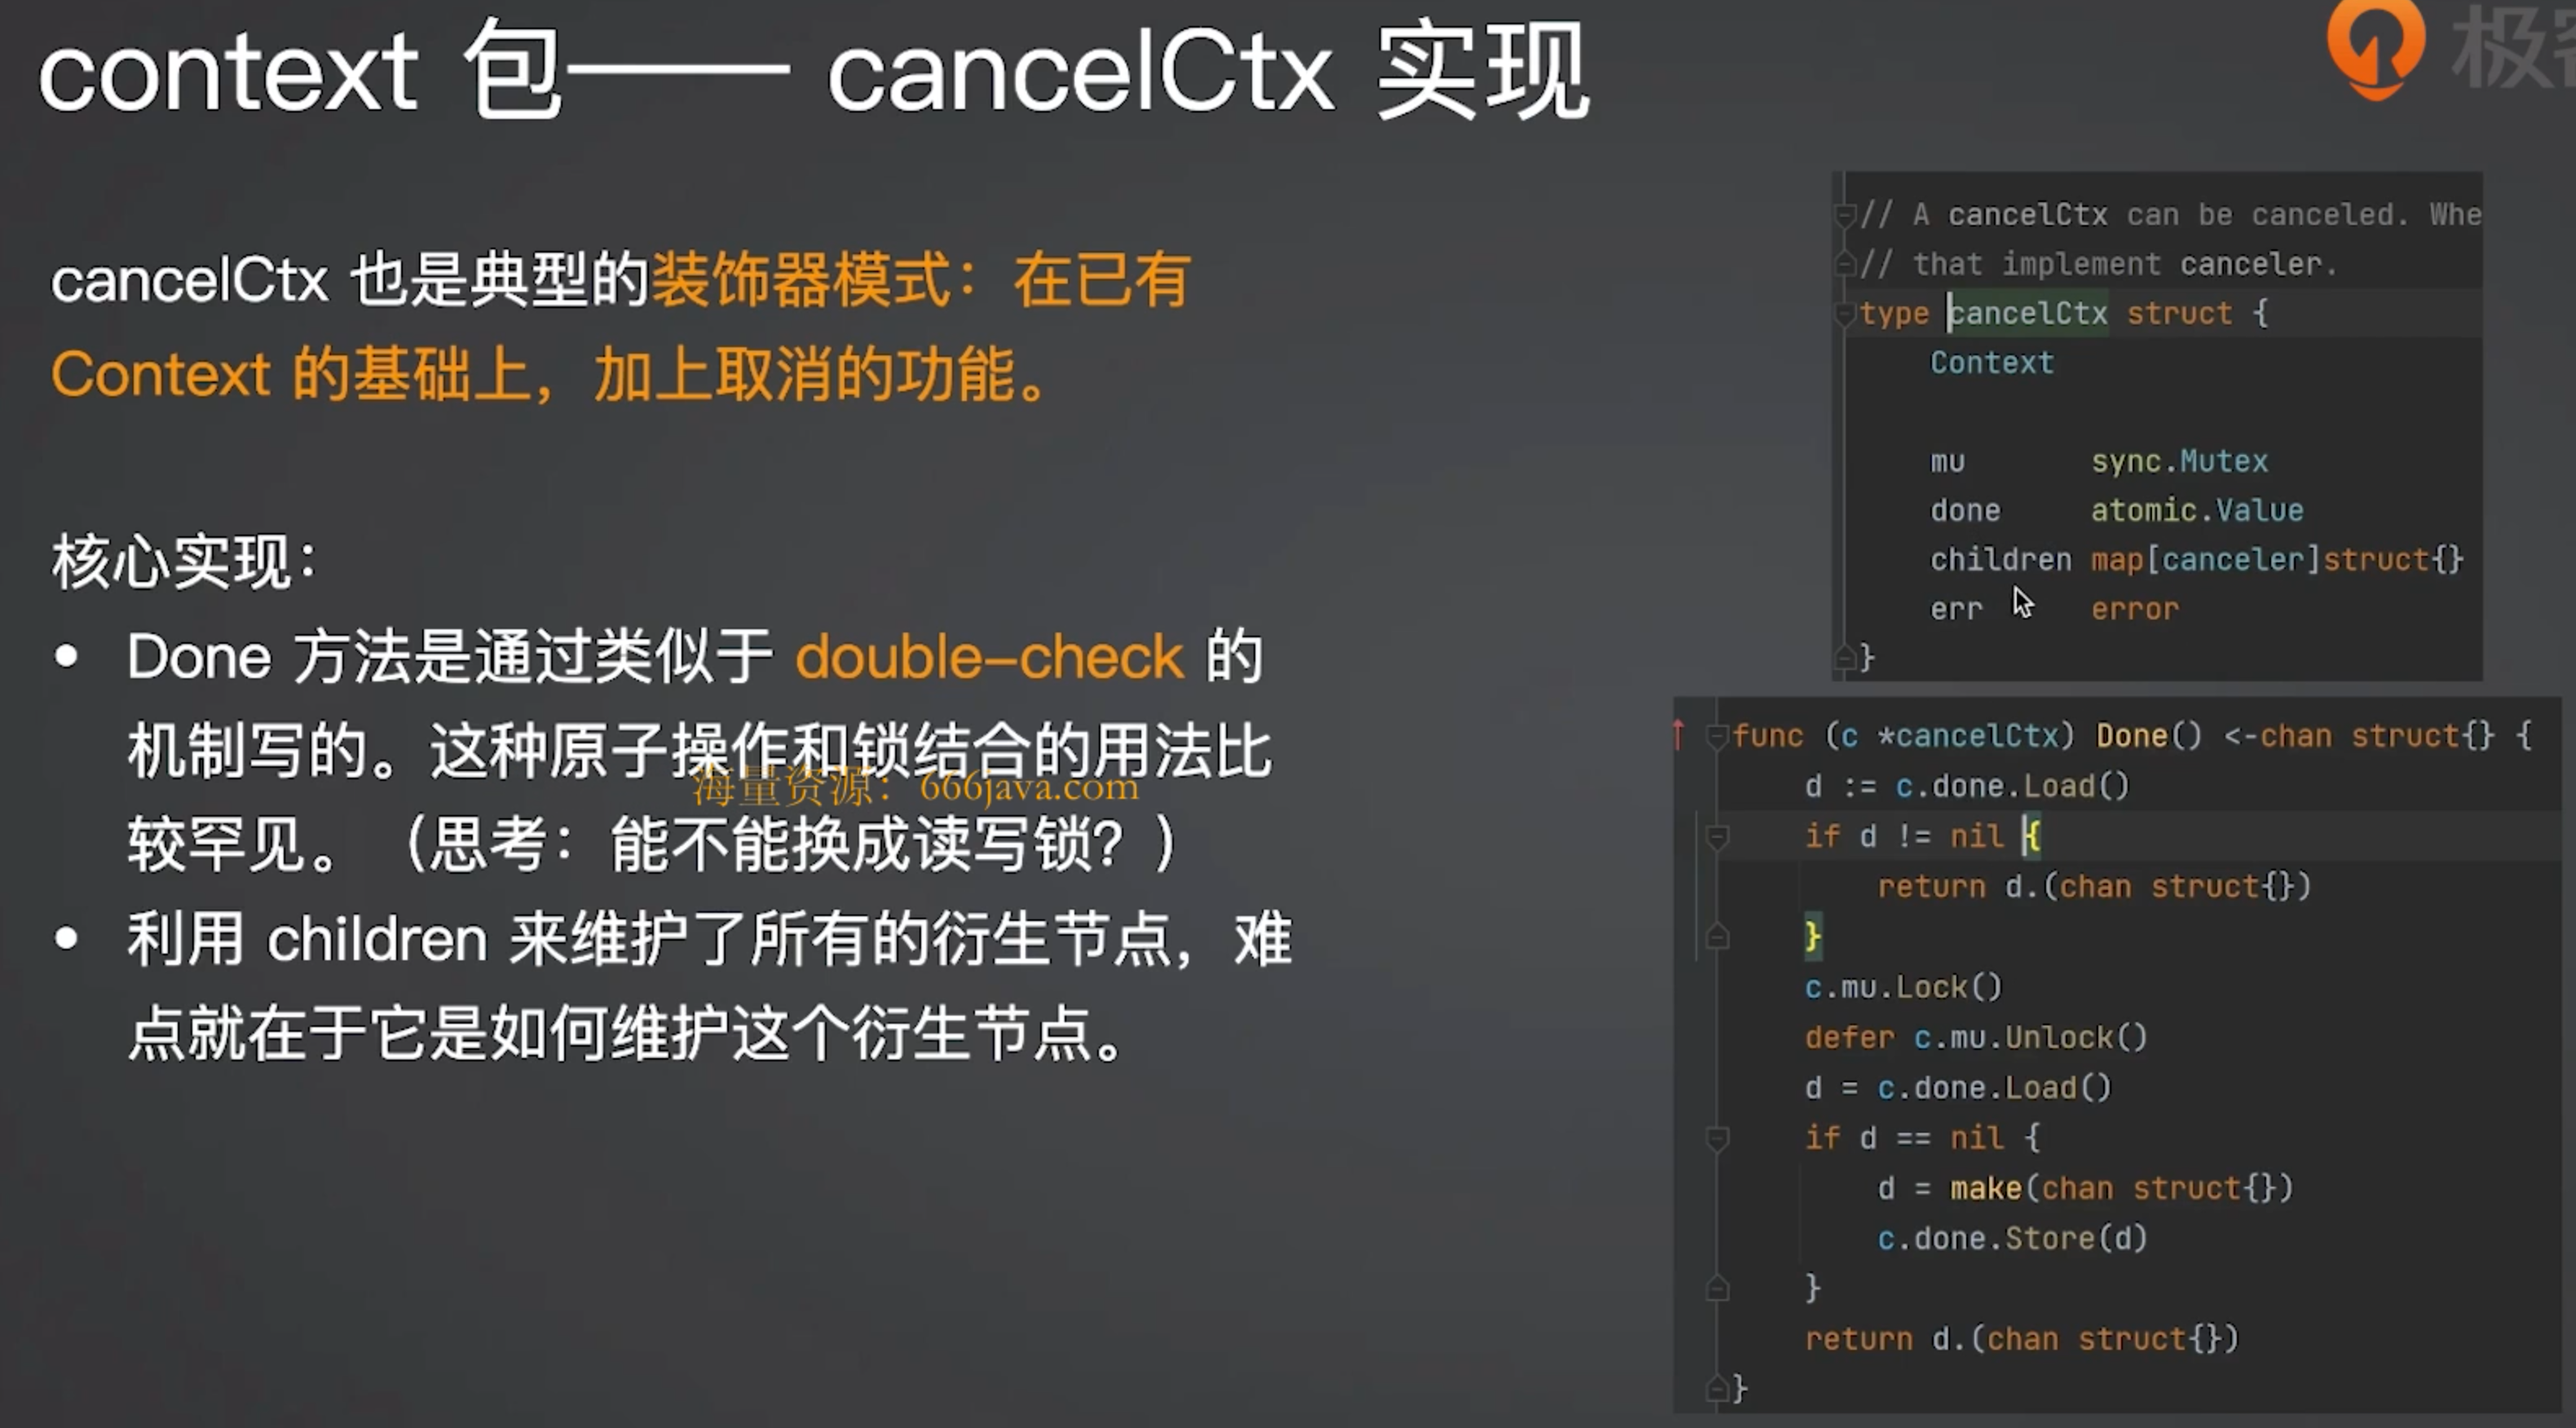 context 包—— cancelCtx 实现
极客
cancelCtx 也是典型的装饰器模式：在已有
Context 的基础上，加上取消的功能。
核心实现：
• Done 方法是通过类似于 double-check 的
机制写的。这种原子操作和锁结合的用法比
海量资源：666java.com
较罕见。（思考：能不能换成读写锁？）
• 利用 children 来维护了所有的衍生节点，难
点就在于它是如何维护这个衍生节点。
// A cancelCtx can be canceled. Whe
// that implement canceler.
type cancelCtx struct {
Context
mu sync.Mutex
done atomic.Value
children map[canceler]struct{}
err error
}
func (c *cancelCtx) Done() <-chan struct{} {
d := c.done.Load()
if d != nil {
return d.(chan struct{})
}
c.mu.Lock()
defer c.mu.Unlock()
d = c.done.Load()
if d == nil {
d = make(chan struct{})
c.done.Store(d)
}
return d.(chan struct{})
}